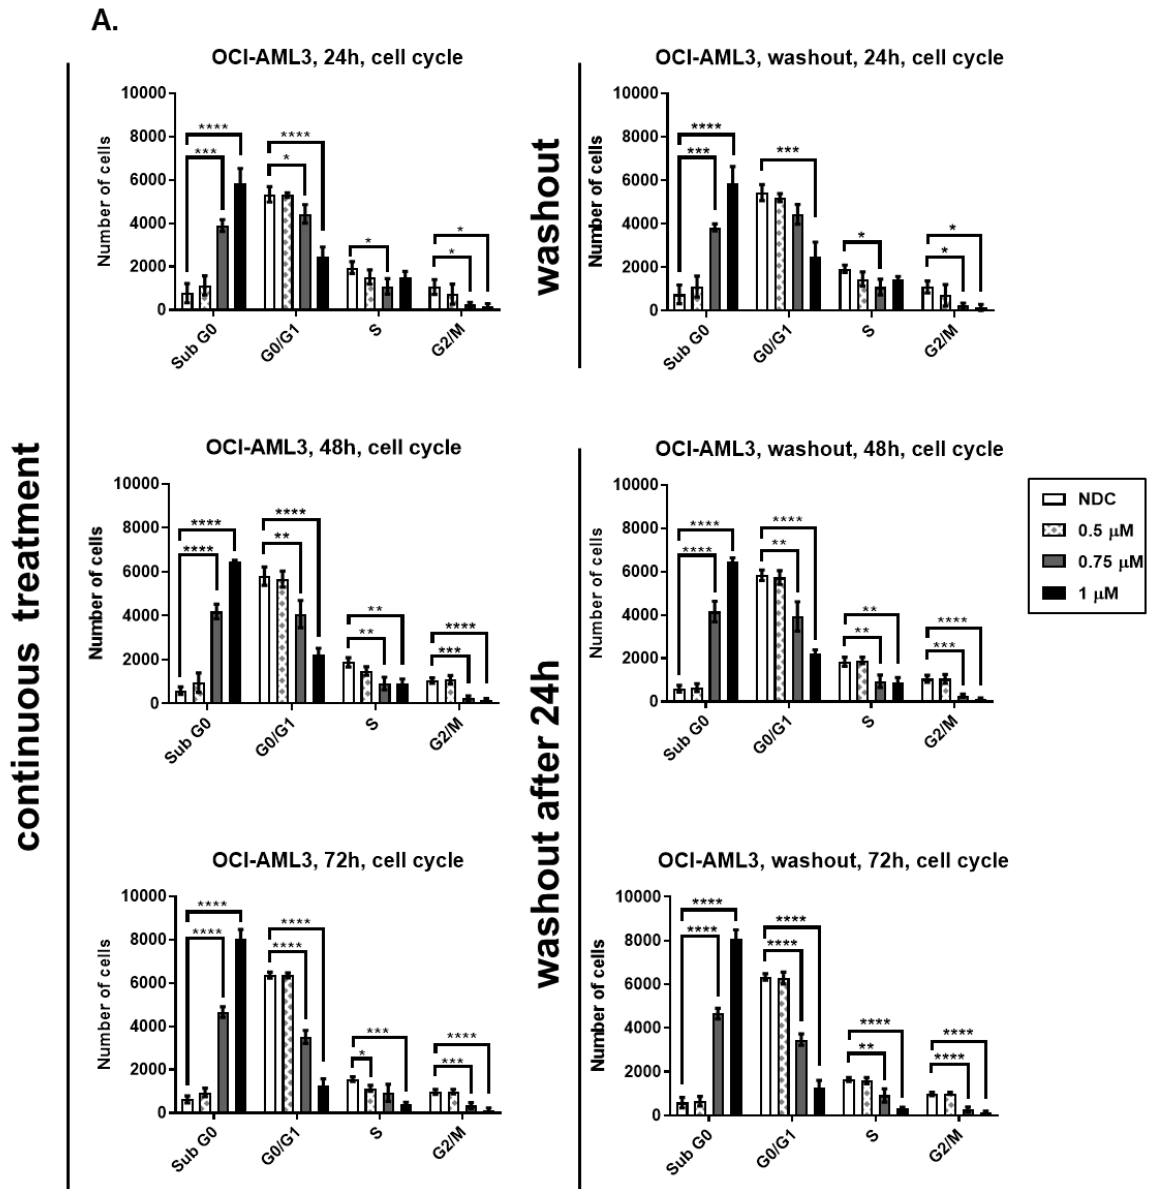 A.
continuous treatment
OCI-AML3, 24h, cell cycle
Number of cells
10000
8000
6000
4000
2000
0
****
***
****
*
*
*
*
Sub G0
G0/G1
S
G2/M
washout
OCI-AML3, washout, 24h, cell cycle
Number of cells
10000
8000
6000
4000
2000
0
****
***
***
*
*
*
Sub G0
G0/G1
S
G2/M
OCI-AML3, 48h, cell cycle
Number of cells
10000
8000
6000
4000
2000
0
****
****
****
**
**
**
****
***
Sub G0
G0/G1
S
G2/M
washout after 24h
OCI-AML3, washout, 48h, cell cycle
Number of cells
10000
8000
6000
4000
2000
0
****
****
****
**
**
**
****
***
Sub G0
G0/G1
S
G2/M
NDC
0.5 μM
0.75 μM
1 μM
OCI-AML3, 72h, cell cycle
Number of cells
10000
8000
6000
4000
2000
0
****
****
****
****
***
*
****
***
Sub G0
G0/G1
S
G2/M
OCI-AML3, washout, 72h, cell cycle
Number of cells
10000
8000
6000
4000
2000
0
****
****
****
****
****
**
****
****
Sub G0
G0/G1
S
G2/M